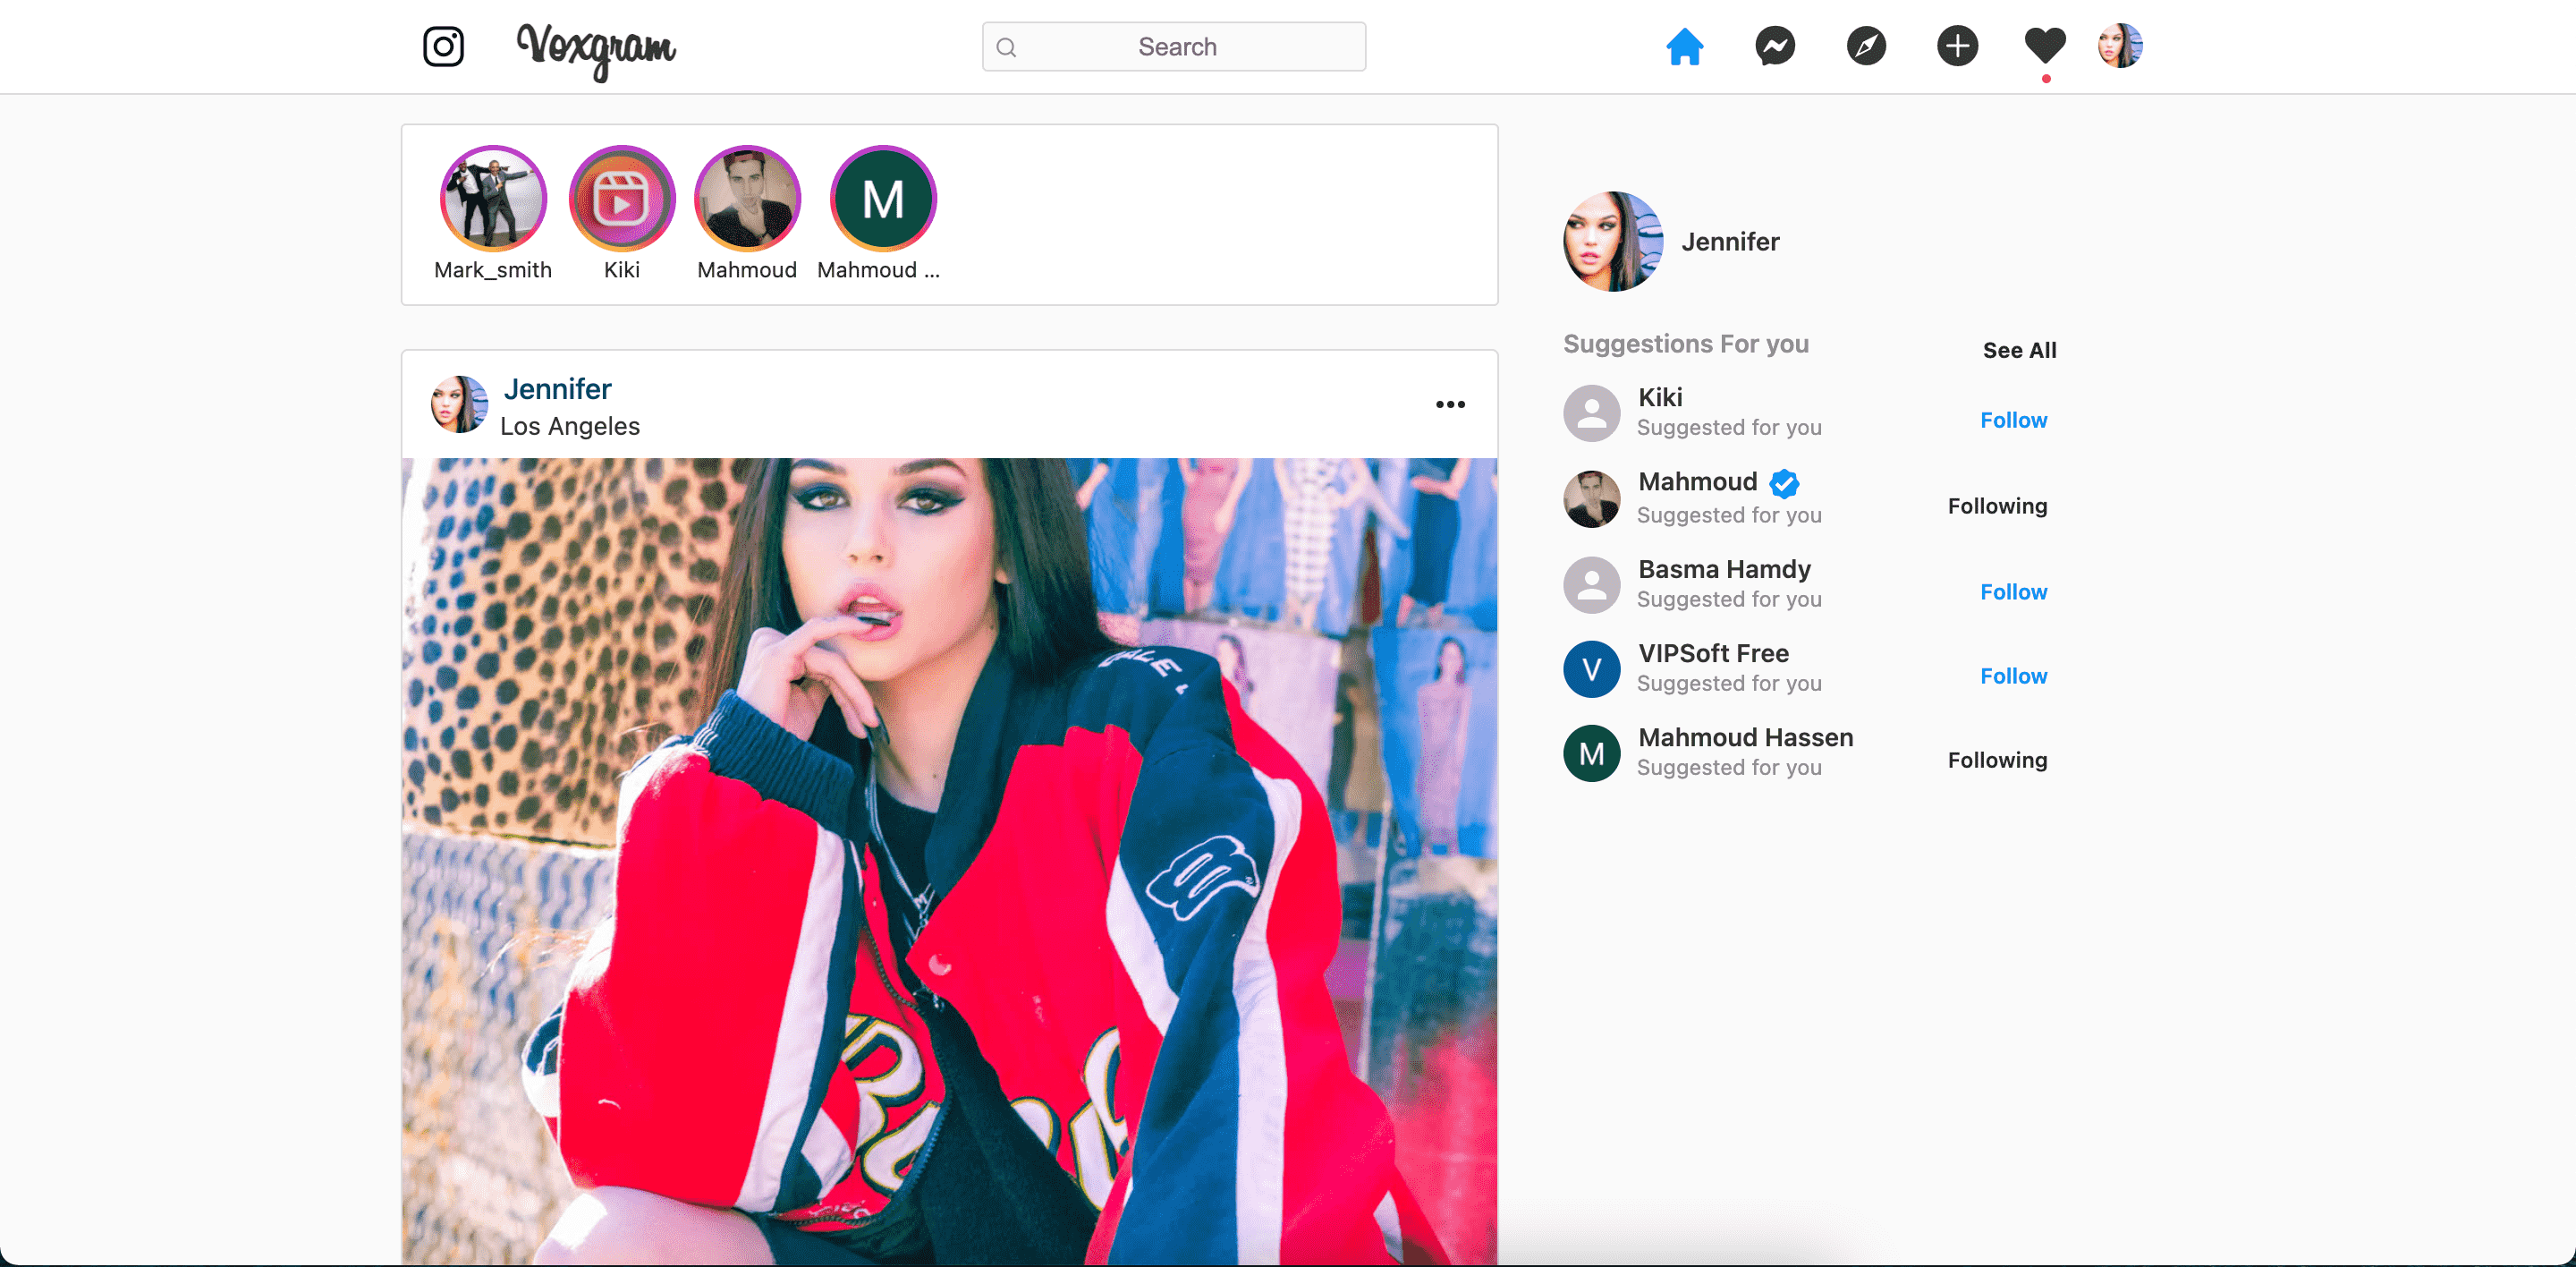 Voxgram
Search
Mark_smith
Kiki
M
Mahmoud
Mahmoud ...
Jennifer
Los Angeles
Jennifer
Suggestions For you
See All
Kiki
Suggested for you
Follow
Mahmoud
Suggested for you
Following
Basma Hamdy
Suggested for you
Follow
V
VIPSoft Free
Suggested for you
Follow
M
Mahmoud Hassen
Suggested for you
Following